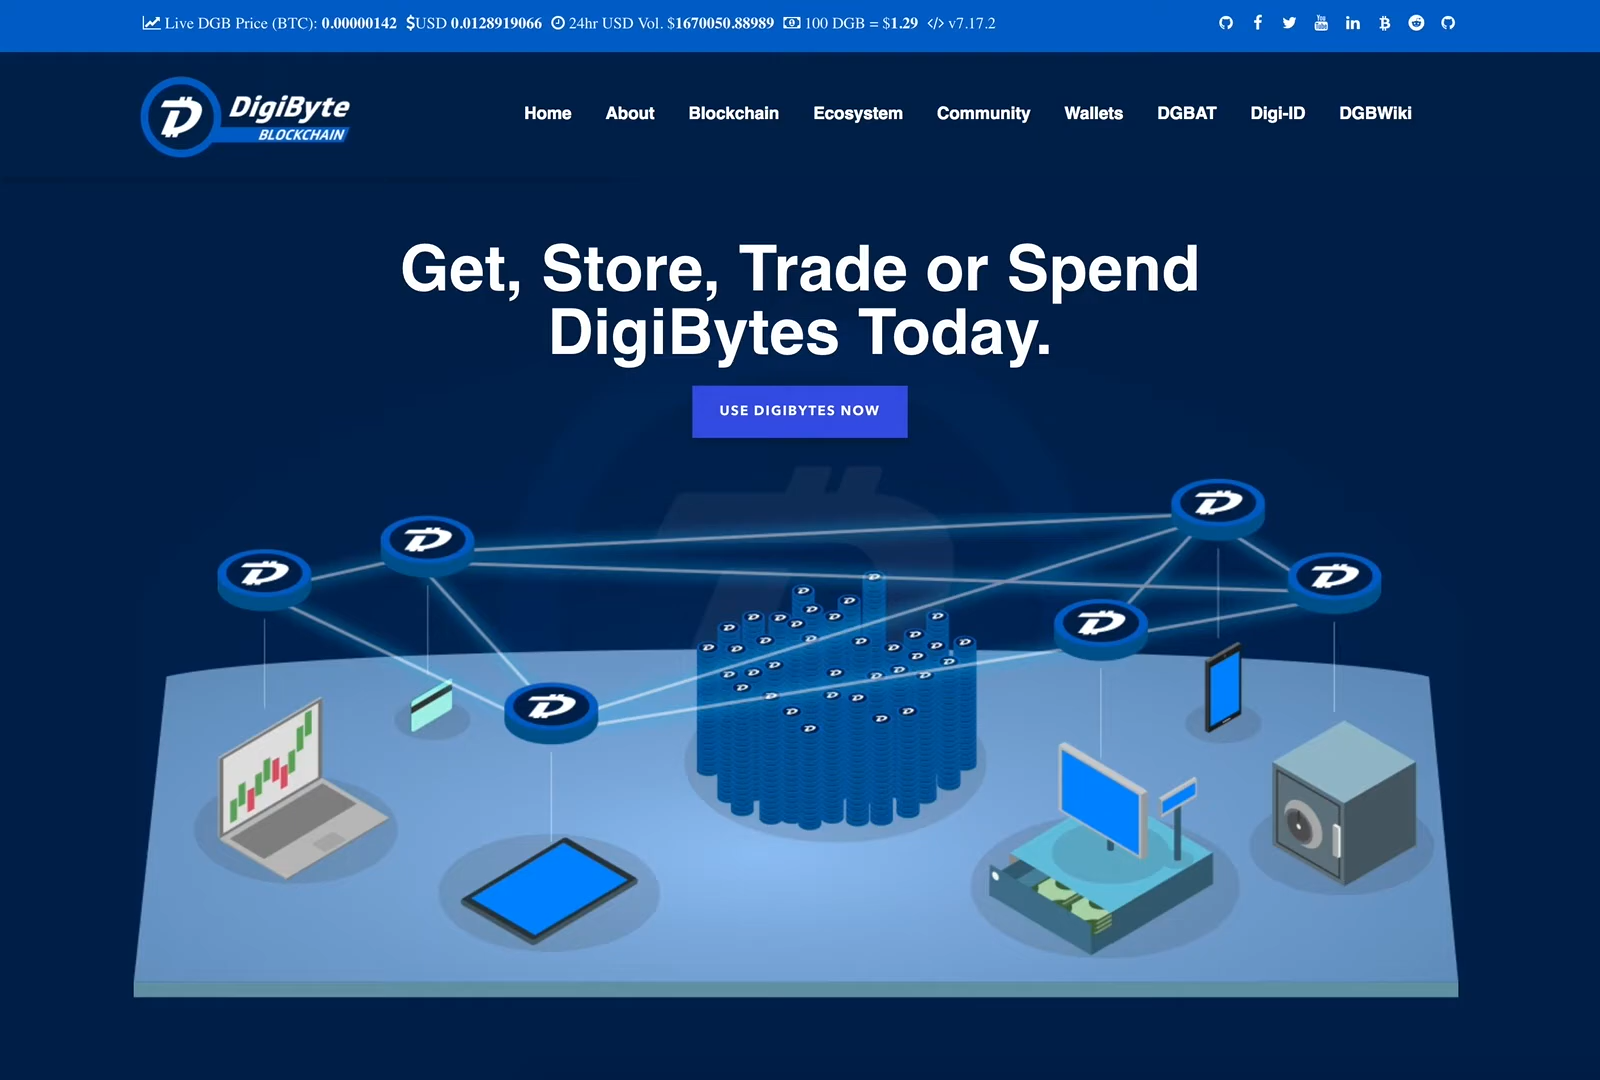 Live DGB Price (BTC): 0.00000142 $USD 0.0128919066 24hr USD Vol. $1670050.88989 100 DGB = $1.29 </> v7.17.2
DigiByte
BLOCKCHAIN
Home About Blockchain Ecosystem Community Wallets DGBAT Digi-ID DGBWiki
Get, Store, Trade or Spend
DigiBytes Today.
USE DIGIBYTES NOW